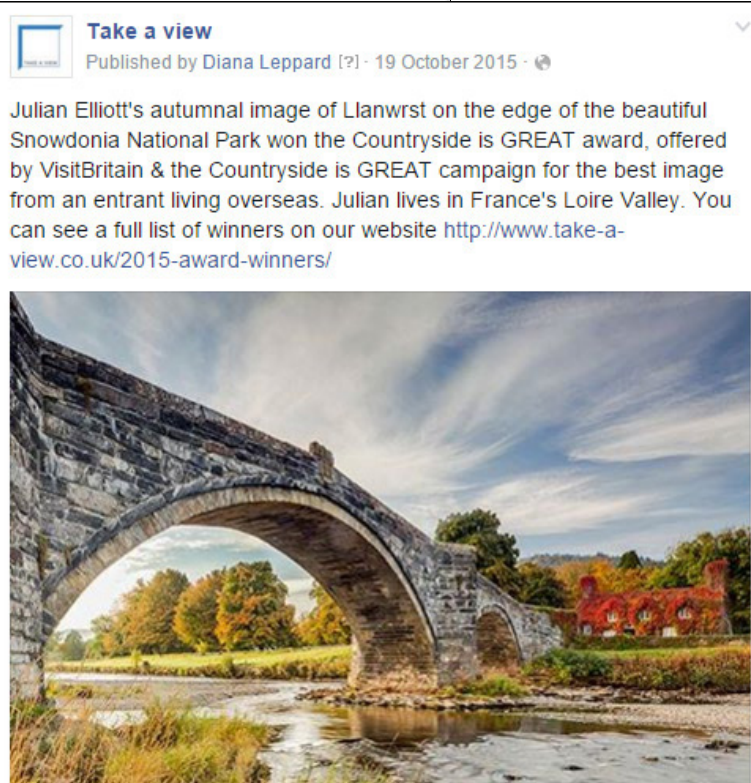 Take a view
Published by Diana Leppard [?] · 19 October 2015 ·
Julian Elliott's autumnal image of Llanwrst on the edge of the beautiful
Snowdonia National Park won the Countryside is GREAT award, offered
by VisitBritain & the Countryside is GREAT campaign for the best image
from an entrant living overseas. Julian lives in France's Loire Valley. You
can see a full list of winners on our website http://www.take-a-
view.co.uk/2015-award-winners/